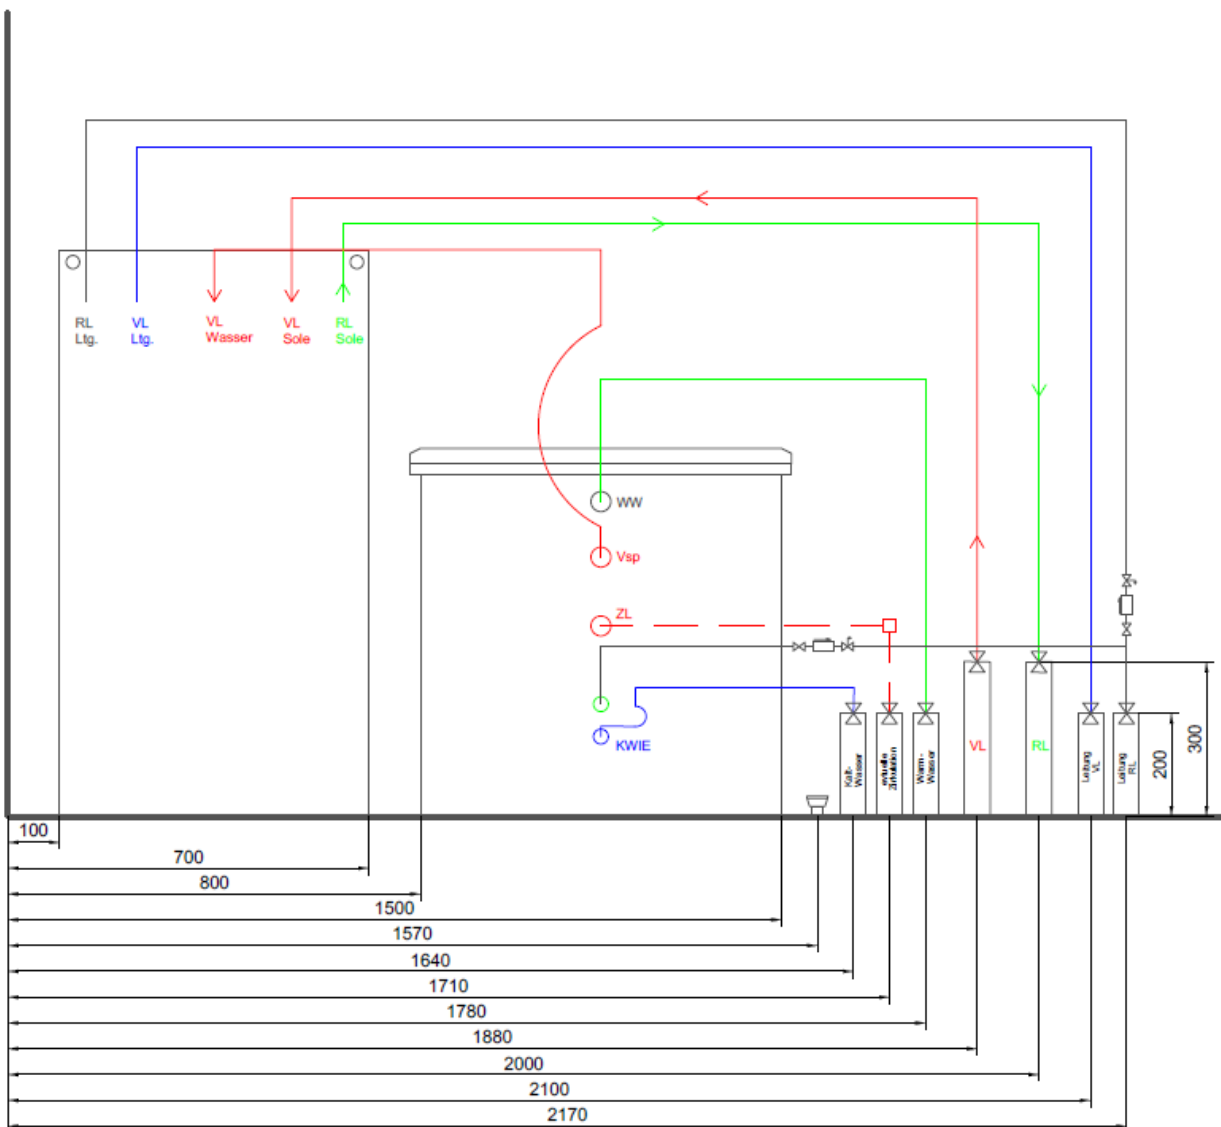 RL
Ltg.
VL
Ltg.
VL
Wasser
VL
Sole
RL
Sole
WW
Vsp
ZL
KWIE
Kalt-
Wasser
evtuelle
Zirkulation
Warm-
Wasser
VL
RL
Leitung
VL
Leitung
RL
200
300
100
700
800
1500
1570
1640
1710
1780
1880
2000
2100
2170